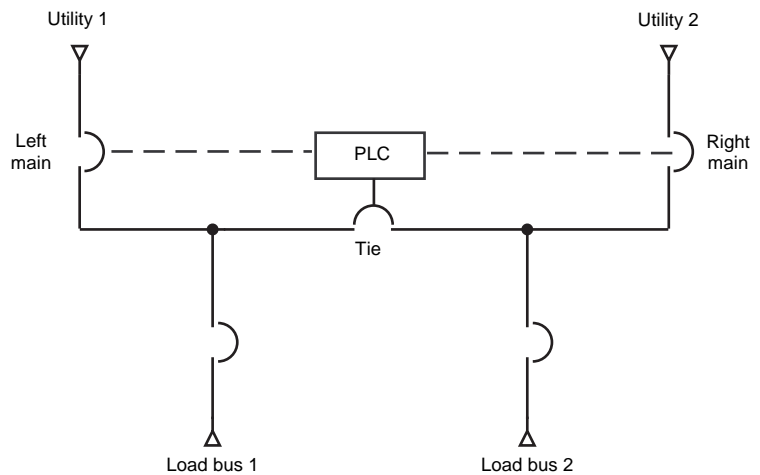 Utility 1
Utility 2
Left
main
PLC
Right
main
Tie
Load bus 1
Load bus 2